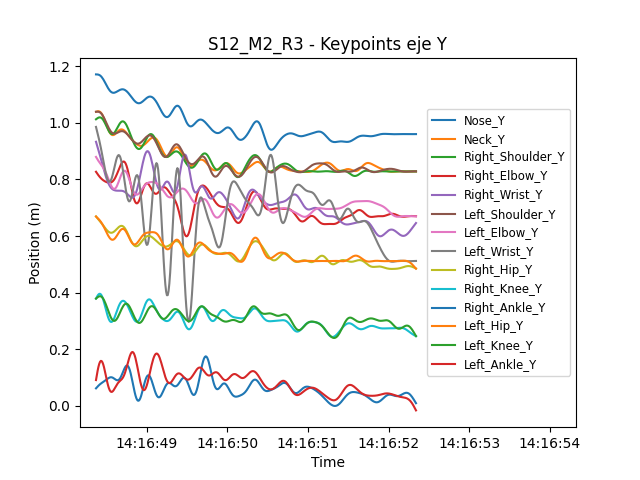 S12_M2_R3 - Keypoints eje Y
1.2
1.0
0.8
0.6
0.4
0.2
0.0
Position (m)
Nose_Y
Neck_Y
Right_Shoulder_Y
Right_Elbow_Y
Right_Wrist_Y
Left_Shoulder_Y
Left_Elbow_Y
Left_Wrist_Y
Right_Hip_Y
Right_Knee_Y
Right_Ankle_Y
Left_Hip_Y
Left_Knee_Y
Left_Ankle_Y
14:16:49 14:16:50 14:16:51 14:16:52 14:16:53 14:16:54
Time